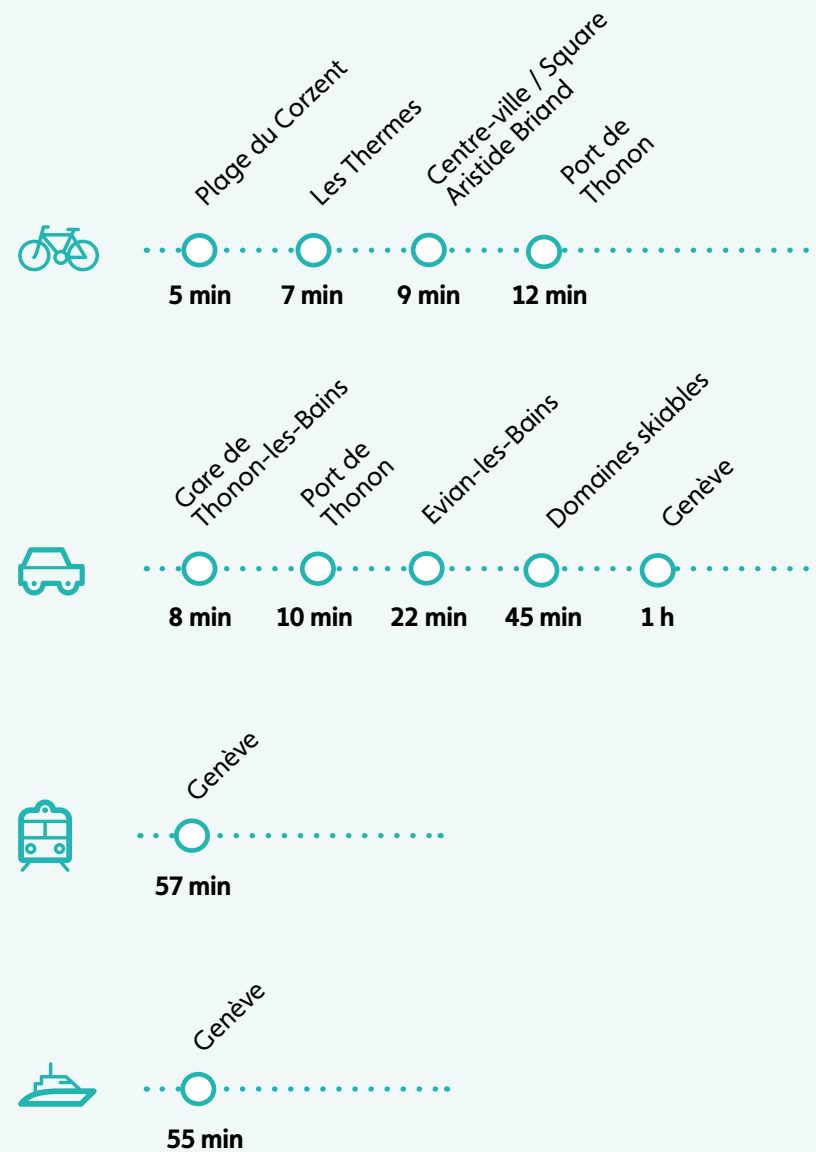 Plage du Corzent
Les Thermes
Centre-ville / Square
Aristide Briand
Port de
Thonon
5 min
7 min
9 min
12 min
Gare de
Thonon-les-Bains
Port de
Thonon
Evian-les-Bains
Domaines skiables
Genève
8 min
10 min
22 min
45 min
1 h
Genève
57 min
Genève
55 min